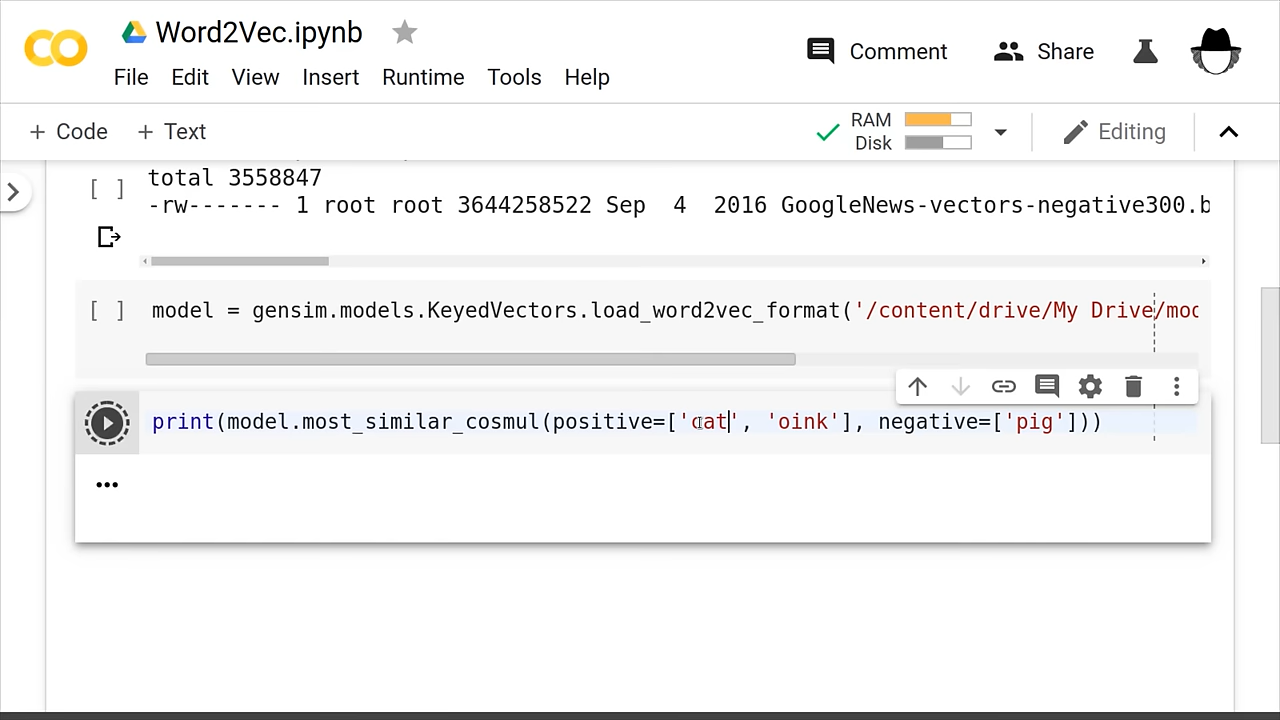 Word2Vec.ipynb
Comment
Share
File Edit View Insert Runtime Tools Help
+ Code + Text
RAM
Disk
Editing
[ ] total 3558847
-rw------- 1 root root 3644258522 Sep 4 2016 GoogleNews-vectors-negative300.b
[ ] model = gensim.models.KeyedVectors.load_word2vec_format('/content/drive/My Drive/moc
print(model.most_similar_cosmul(positive=['cat', 'oink'], negative=['pig']))
•••